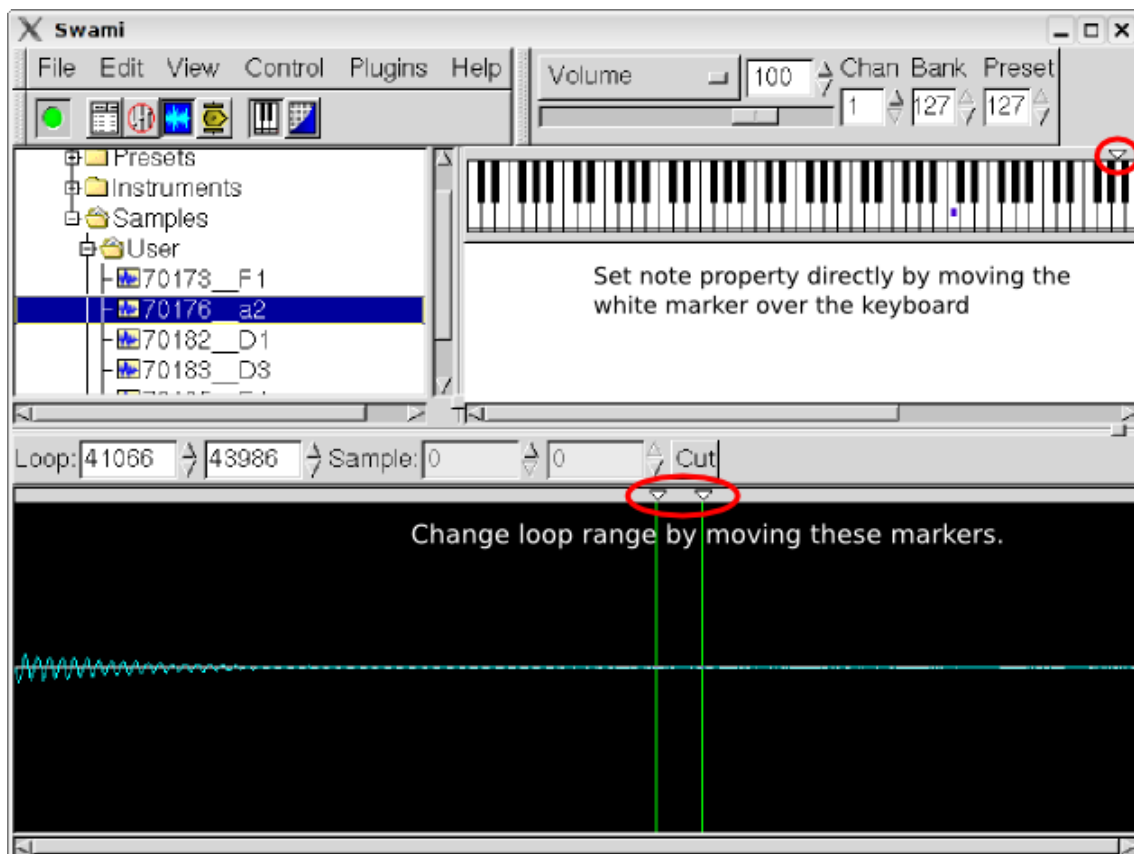 Swami
File Edit View Control Plugins Help
Volume 100 Chan Bank Preset
1 127 127
Presets
Instruments
Samples
User
70173__F1
70176__a2
70182__D1
70183__D3
Set note property directly by moving the
white marker over the keyboard
Loop: 41066 43986 Sample: 0 0 Cut
Change loop range by moving these markers.